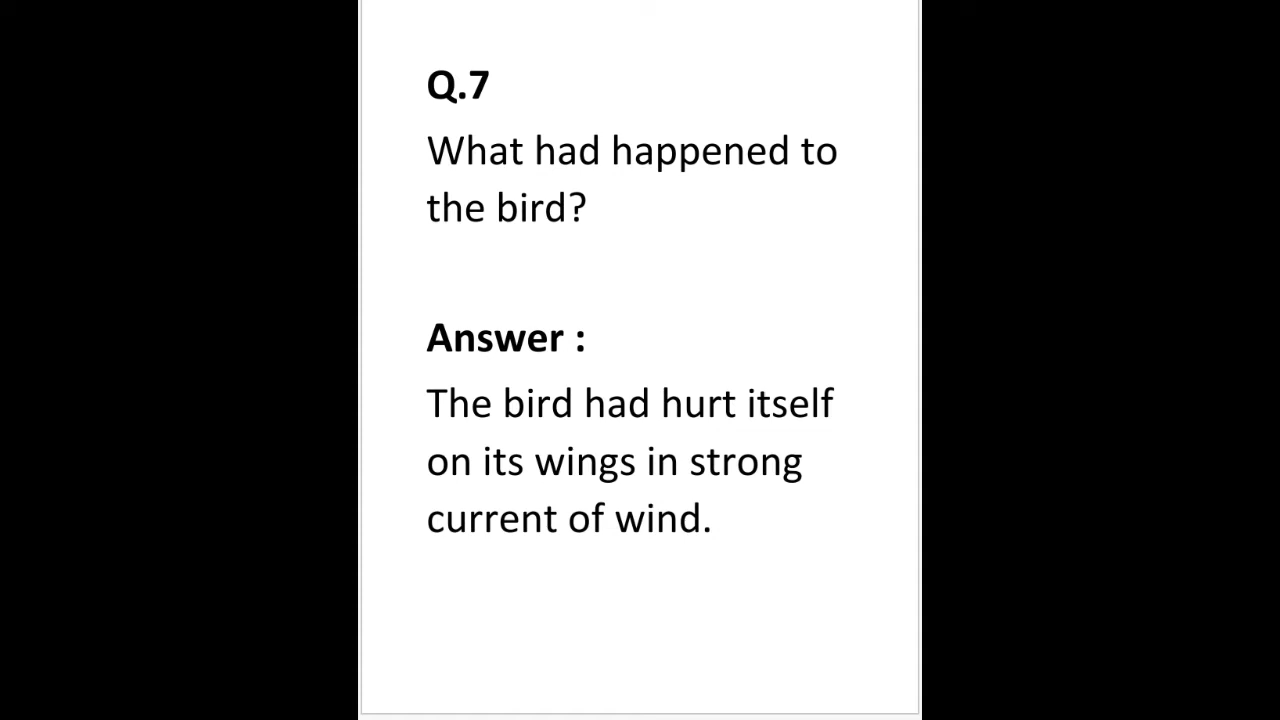 Q.7
What had happened to
the bird?
Answer :
The bird had hurt itself
on its wings in strong
current of wind.